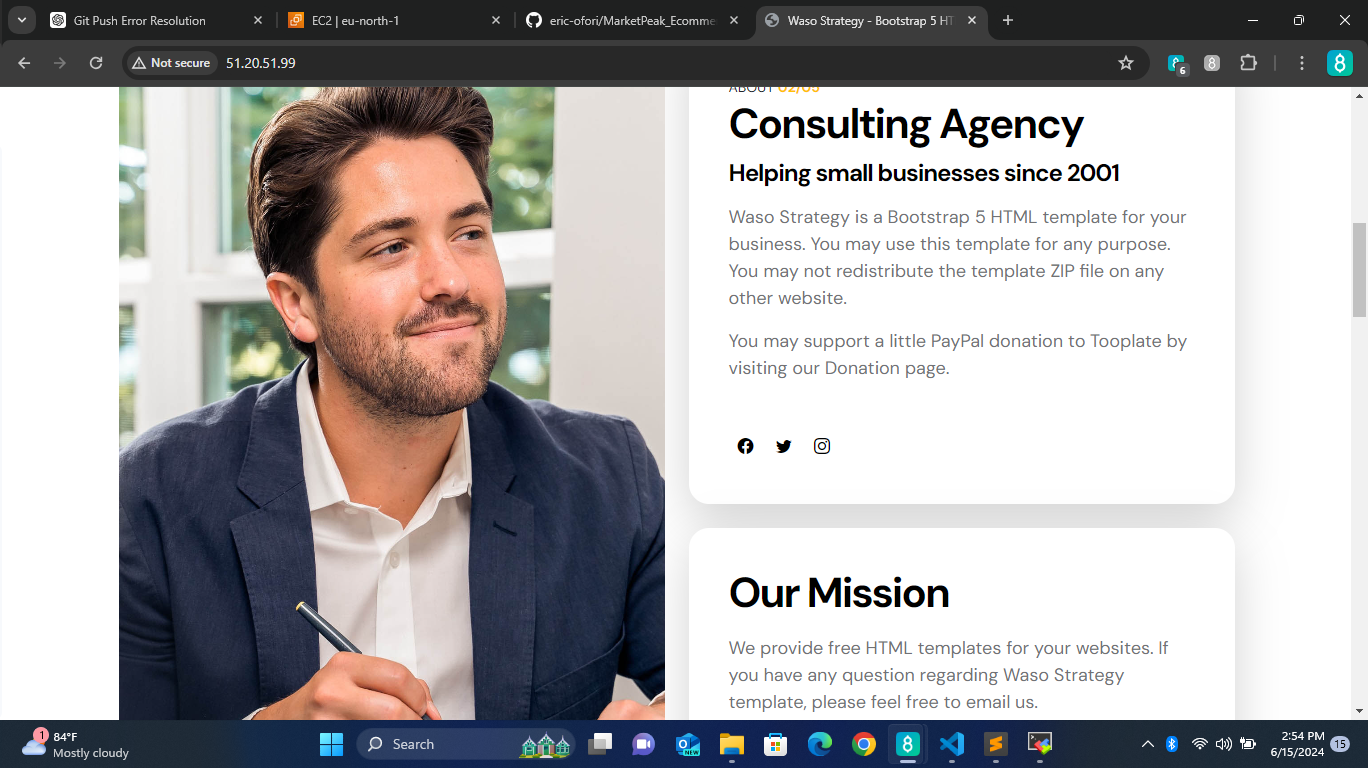 Git Push Error Resolution
EC2 | eu-north-1
eric-ofori/MarketPeak_Ecomme
Waso Strategy - Bootstrap 5 HT
Not secure
51.20.51.99
6
ABOUT 02/05
Consulting Agency
Helping small businesses since 2001
Waso Strategy is a Bootstrap 5 HTML template for your
business. You may use this template for any purpose.
You may not redistribute the template ZIP file on any
other website.
You may support a little PayPal donation to Tooplate by
visiting our Donation page.
Our Mission
We provide free HTML templates for your websites. If
you have any question regarding Waso Strategy
template, please feel free to email us.
1
84°F
Mostly cloudy
Search
NEW
2:54 PM
6/15/2024
15